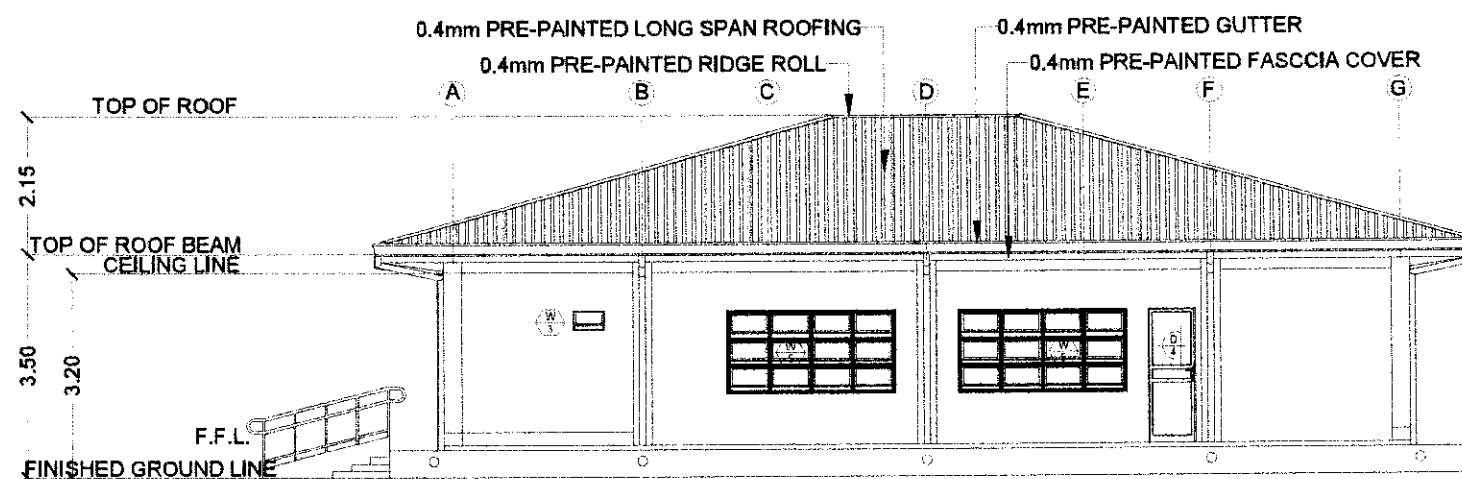 0.4mm PRE-PAINTED LONG SPAN ROOFING
0.4mm PRE-PAINTED GUTTER
0.4mm PRE-PAINTED RIDGE ROLL
0.4mm PRE-PAINTED FASCCIA COVER
A B C D E F G
TOP OF ROOF
2.15
TOP OF ROOF BEAM
CEILING LINE
3.50
3.20
W
W
W
D
4
F.F.L.
FINISHED GROUND LINE